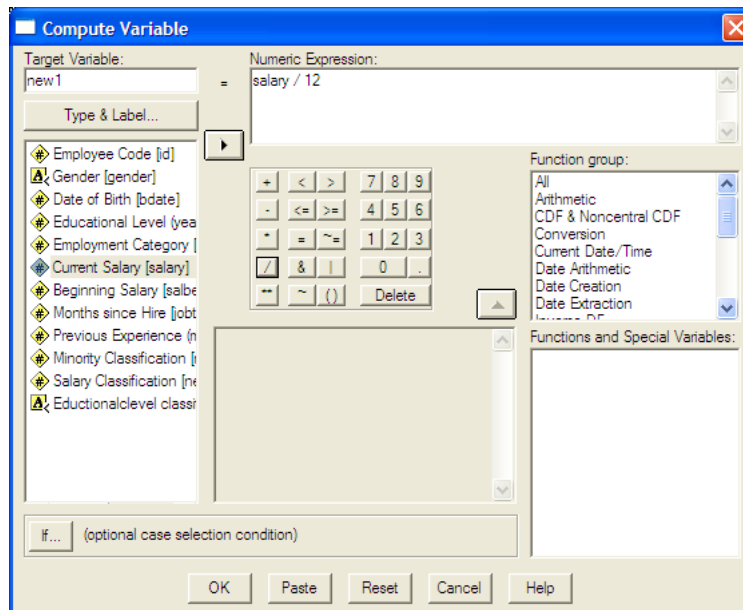 Compute Variable
Target Variable:
new1
=
Numeric Expression:
salary / 12
Type & Label...
Employee Code [id]
Gender [gender]
Date of Birth [bdate]
Educational Level (yea
Employment Category [
Current Salary [salary]
Beginning Salary [salbe
Months since Hire [jobt
Previous Experience (m
Minority Classification [
Salary Classification [ne
Eductionalclevel classif
+ < > 7 8 9
- <= >= 4 5 6
* = ~= 1 2 3
/ & | 0 .
** ~ () Delete
Function group:
All
Arithmetic
CDF & Noncentral CDF
Conversion
Current Date/Time
Date Arithmetic
Date Creation
Date Extraction
Inverse DF
Functions and Special Variables:
If... (optional case selection condition)
OK Paste Reset Cancel Help